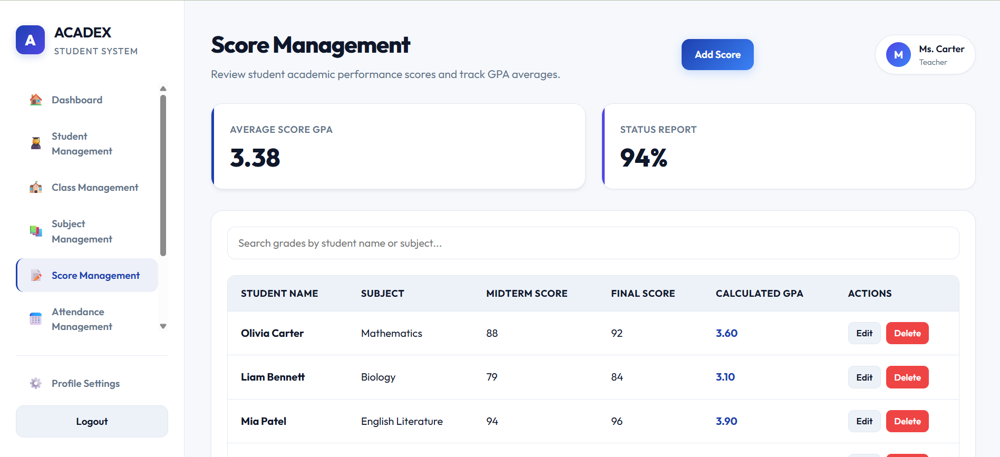 A
ACADEX
STUDENT SYSTEM
Dashboard
Student
Management
Class Management
Subject
Management
Score Management
Attendance
Management
Profile Settings
Logout
Score Management
Review student academic performance scores and track GPA averages.
Add Score
M
Ms. Carter
Teacher
AVERAGE SCORE GPA
3.38
STATUS REPORT
94%
Search grades by student name or subject...
STUDENT NAME SUBJECT MIDTERM SCORE FINAL SCORE CALCULATED GPA ACTIONS
Olivia Carter Mathematics 88 92 3.60 Edit Delete
Liam Bennett Biology 79 84 3.10 Edit Delete
Mia Patel English Literature 94 96 3.90 Edit Delete